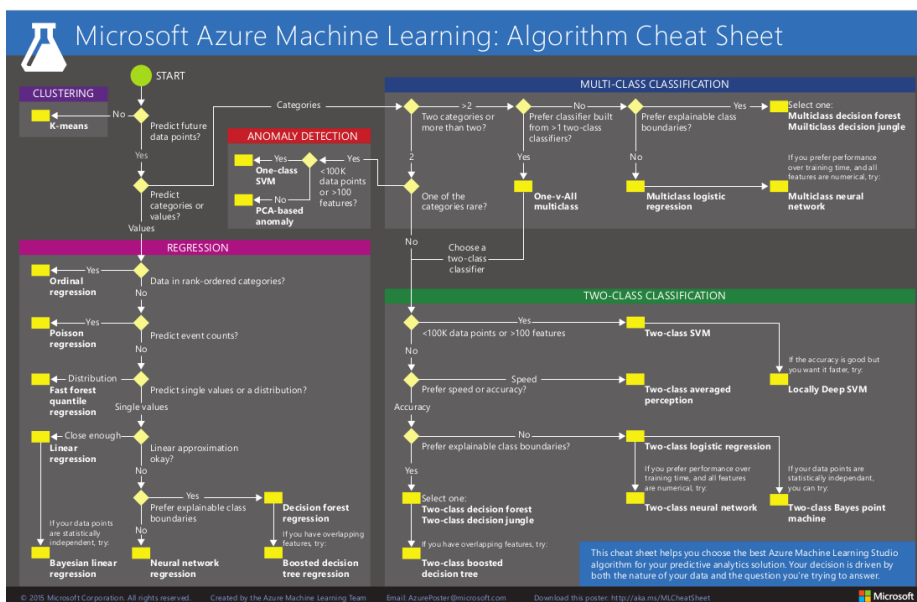 Microsoft Azure Machine Learning: Algorithm Cheat Sheet
START
CLUSTERING
K-means
No
Predict future
data points?
Yes
Predict
categories or
values?
Categories
Values
ANOMALY DETECTION
Yes
One-class
SVM
No
PCA-based
anomaly
Yes
<100K
data points
or >100
features?
MULTI-CLASS CLASSIFICATION
>2
Two categories or
more than two?
2
One of the
categories rare?
No
No
Prefer classifier built
from >1 two-class
classifiers?
Yes
One-v-All
multiclass
Choose a
two-class
classifier
Yes
Prefer explainable class
boundaries?
No
Select one:
Multiclass decision forest
Muilticlass decision jungle
Multiclass logistic
regression
If you prefer performance
over training time, and all
features are numerical, try:
Multiclass neural
network
REGRESSION
Yes
Ordinal
regression
Data in rank-ordered categories?
No
Yes
Poisson
regression
Predict event counts?
No
Distribution
Fast forest
quantile
regression
Predict single values or a distribution?
Single values
Close enough
Linear
regression
Linear approximation
okay?
No
Yes
Prefer explainable class
boundaries
No
Decision forest
regression
If your data points
are statistically
independent, try:
Bayesian linear
regression
Neural network
regression
If you have overlapping
features, try:
Boosted decision
tree regression
TWO-CLASS CLASSIFICATION
Yes
<100K data points or >100 features
No
Two-class SVM
If the accuracy is good but
you want it faster, try:
Locally Deep SVM
Speed
Prefer speed or accuracy?
Accuracy
Two-class averaged
perception
No
Prefer explainable class boundaries?
Yes
Two-class logistic regression
If you prefer performance over
training time, and all features
are numerical, try:
Two-class neural network
If your data points are
statistically independant,
you can try:
Two-class Bayes point
machine
Select one:
Two-class decision forest
Two-class decision jungle
If you have overlapping features, try:
Two-class boosted
decision tree
This cheat sheet helps you choose the best Azure Machine Learning Studio
algorithm for your predictive analytics solution. Your decision is driven by
both the nature of your data and the question you're trying to answer.
© 2015 Microsoft Corporation. All rights reserved. Created by the Azure Machine Learning Team Email: AzurePoster@microsoft.com Download this poster: http://aka.ms/MLCheatSheet
Microsoft